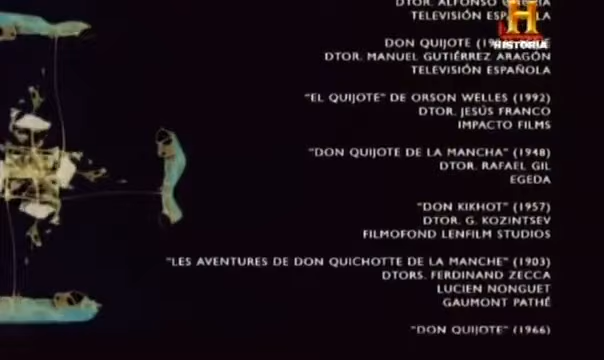 DTOR. ALFONSO
TELEVISIÓN
H
HISTORIA
DON QUIJOTE
DTOR. MANUEL GUTIÉRREZ ARAGÓN
TELEVISIÓN ESPAÑOLA
"EL QUIJOTE" DE ORSON WELLES (1992)
DTOR. JESÚS FRANCO
IMPACTO FILMS
"DON QUIJOTE DE LA MANCHA" (1948)
DTOR. RAFAEL GIL
EGEDA
"DON KIKHOT" (1957)
DTOR. G. KOZINTSEV
FILMOFOND LENFILM STUDIOS
"LES AVENTURES DE DON QUICHOTTE DE LA MANCHE" (1903)
DTORS. FERDINAND ZECCA
LUCIEN NONGUET
GAUMONT PATHÉ
"DON QUIJOTE" (1966)